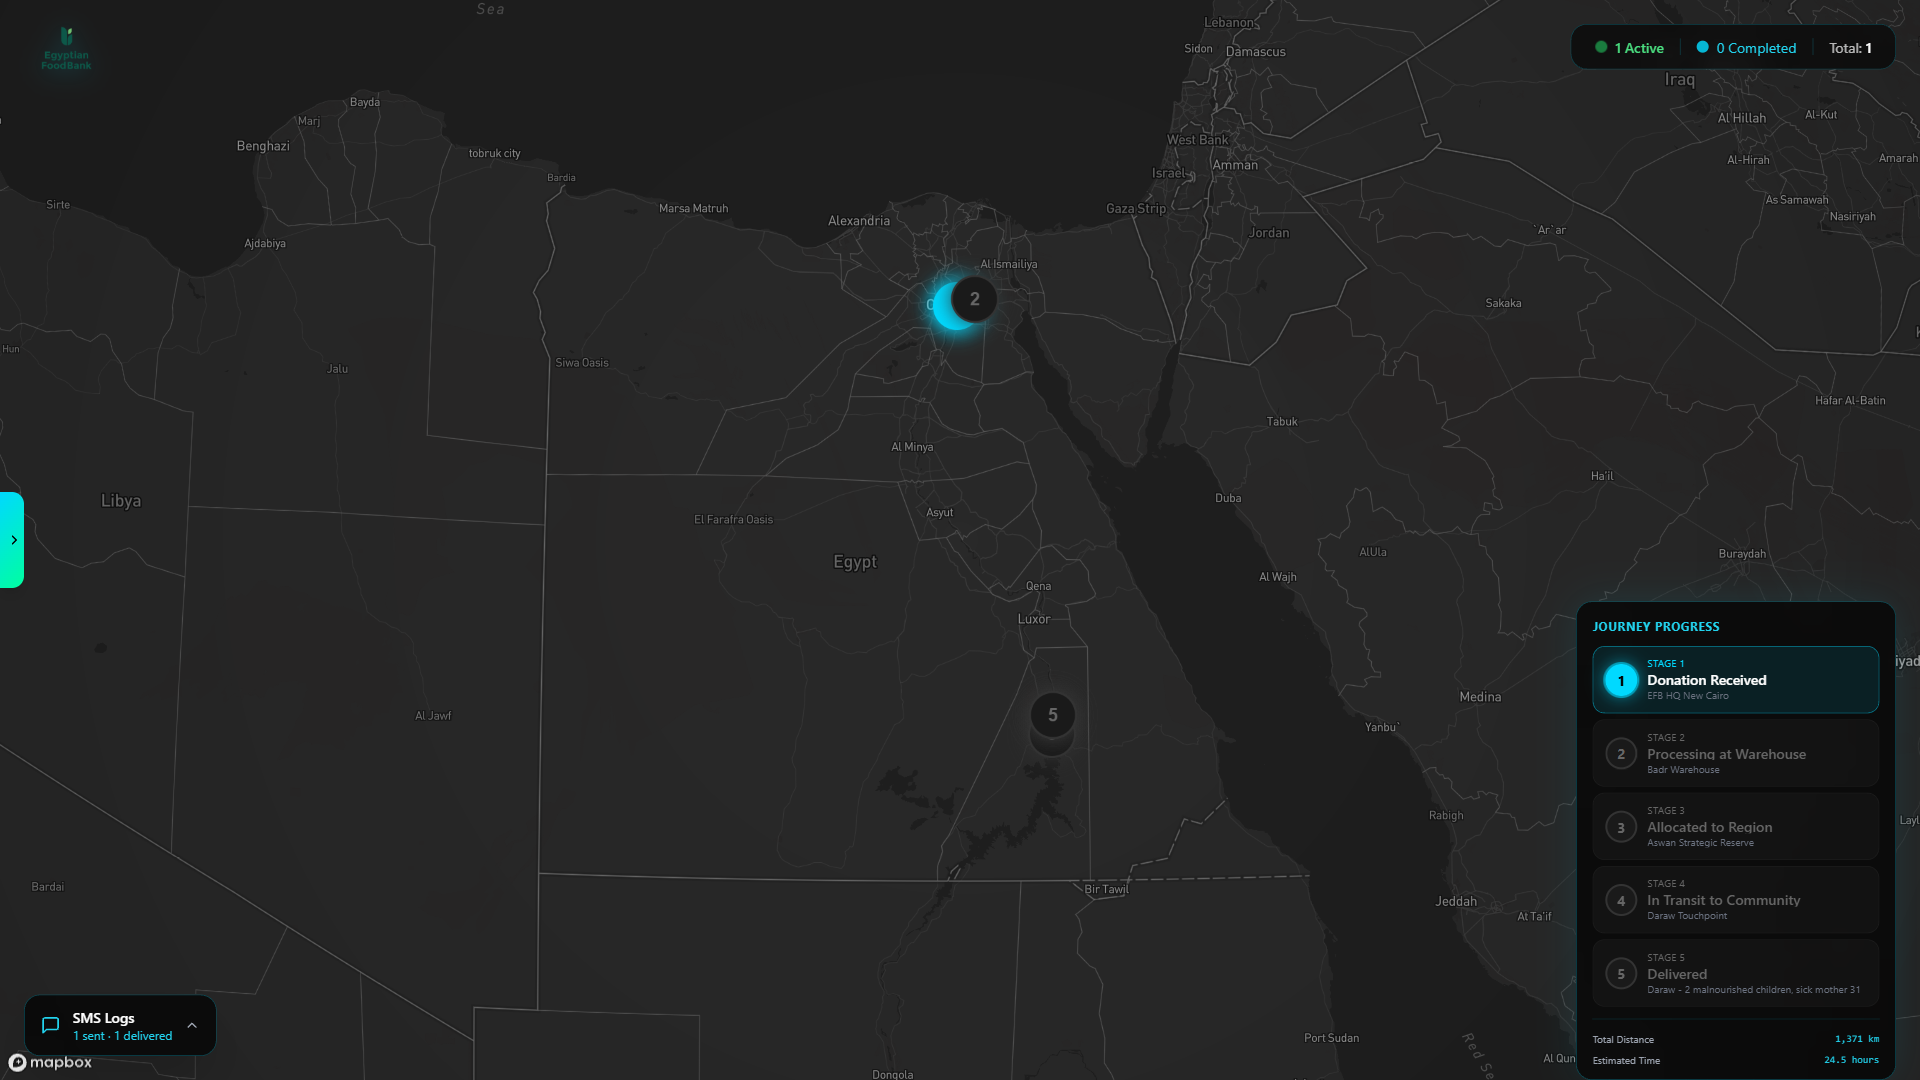 Sea
Egyptian
FoodBank
1 Active
0 Completed
Total: 1
Lebanon
Sidon
Damascus
Iraq
Bayda
Marj
Benghazi
tobruk city
Bardia
Al Hillah
Al-Kut
West Bank
Amman
Israel
Al-Hirah
Amarah
Sirte
Marsa Matruh
Alexandria
Gaza Strip
As Samawah
Nasiriyah
Ajdabiya
Jordan
`Ar`ar
Al Ismailiya
2
Sakaka
Hun
Jalu
Siwa Oasis
Hafar Al-Batin
Tabuk
Al Minya
Ha'il
Libya
Duba
El Farafra Oasis
Asyut
AlUla
Buraydah
Egypt
Al Wajh
Qena
Luxor
Medina
Al Jawf
5
Yanbu`
Rabigh
Bardai
Bir Tawil
Jeddah
At Ta'if
Port Sudan
Red Se
Al Qun
Dongola
iyad
Layl
JOURNEY PROGRESS
1
STAGE 1
Donation Received
EFB HQ New Cairo
2
STAGE 2
Processing at Warehouse
Badr Warehouse
3
STAGE 3
Allocated to Region
Aswan Strategic Reserve
4
STAGE 4
In Transit to Community
Daraw Touchpoint
5
STAGE 5
Delivered
Daraw – 2 malnourished children, sick mother 31
Total Distance
1,371 km
Estimated Time
24.5 hours
SMS Logs
1 sent · 1 delivered
mapbox